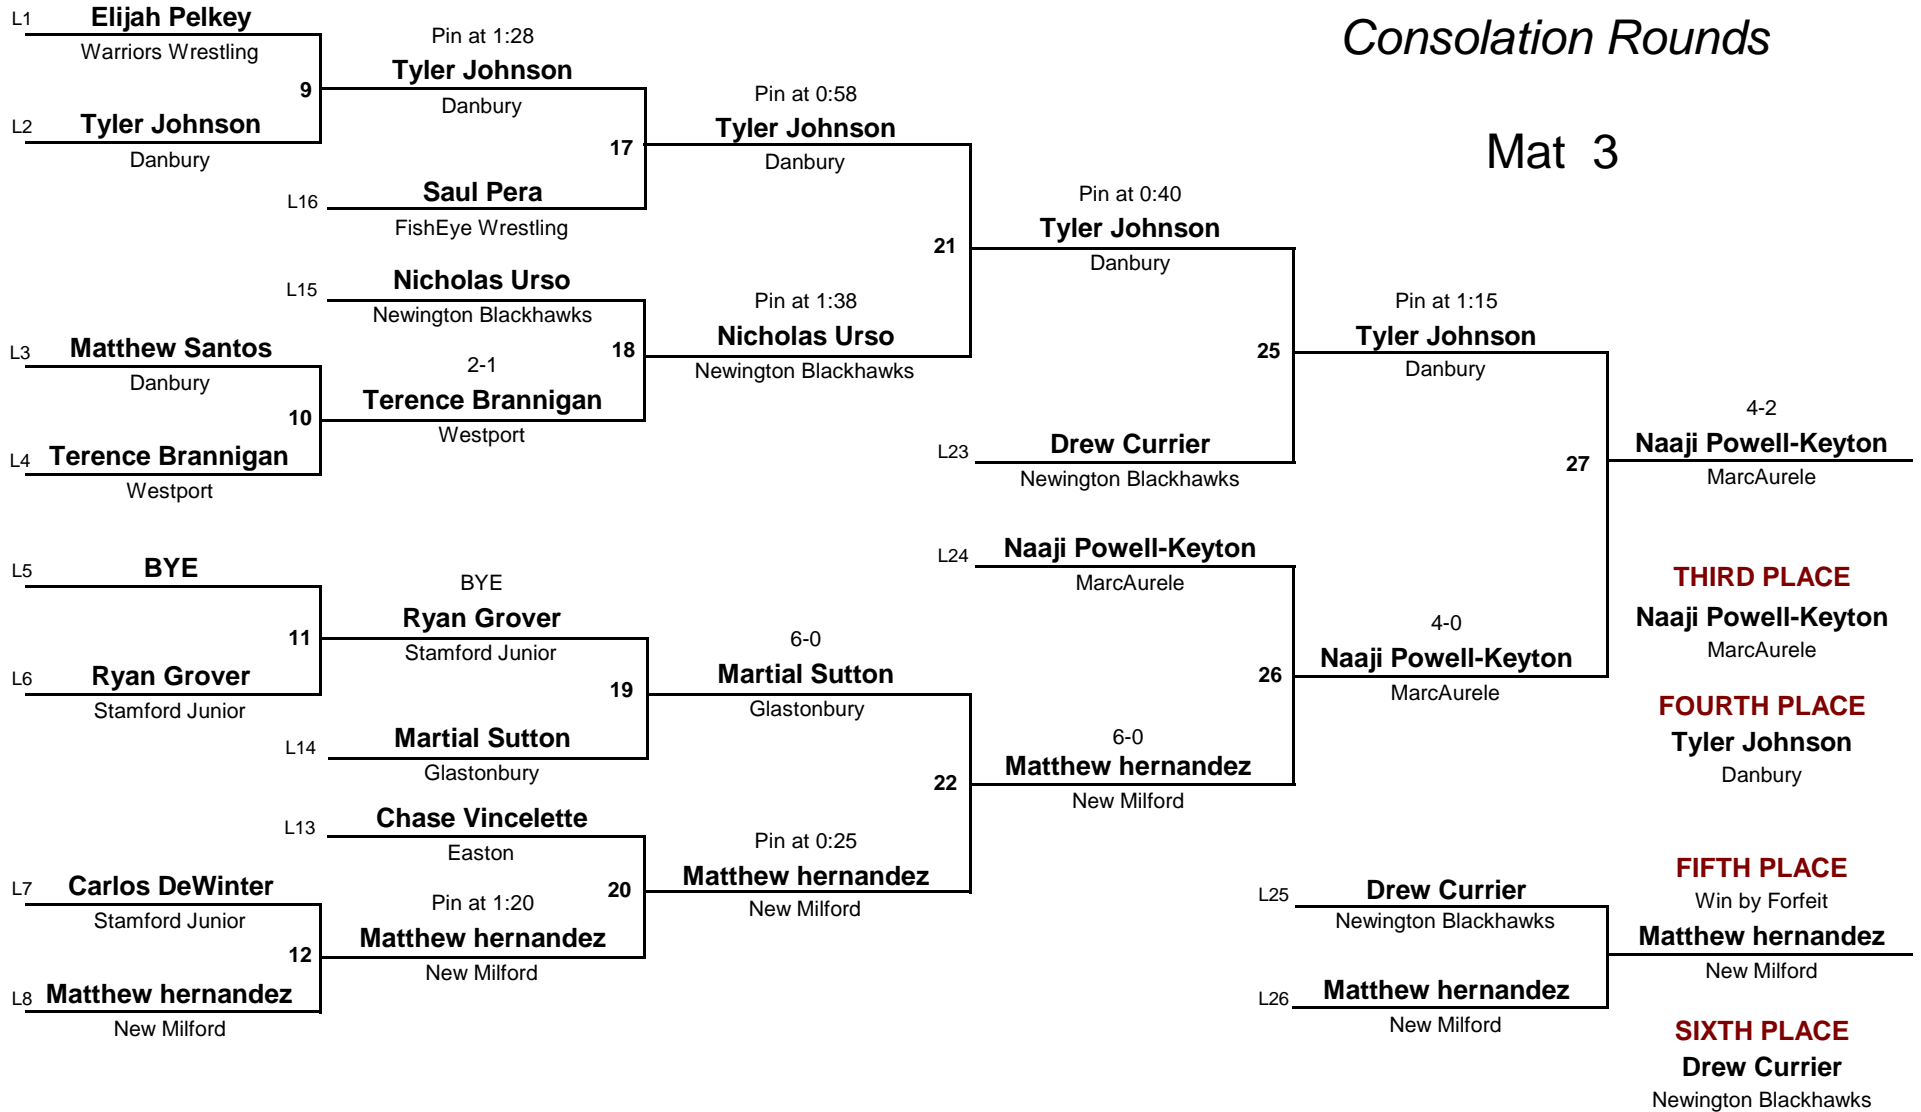 Consolation Rounds
Mat 3
L1 Elijah Pelkey
Warriors Wrestling
9
L2 Tyler Johnson
Danbury
Pin at 1:28
Tyler Johnson
Danbury
17
L16 Saul Pera
FishEye Wrestling
Pin at 0:58
Tyler Johnson
Danbury
21
L15 Nicholas Urso
Newington Blackhawks
18
L3 Matthew Santos
Danbury
10
L4 Terence Brannigan
Westport
2-1
Terence Brannigan
Westport
Pin at 1:38
Nicholas Urso
Newington Blackhawks
Pin at 0:40
Tyler Johnson
Danbury
25
L23 Drew Currier
Newington Blackhawks
Pin at 1:15
Tyler Johnson
Danbury
27
L5 BYE
11
L6 Ryan Grover
Stamford Junior
BYE
Ryan Grover
Stamford Junior
19
L14 Martial Sutton
Glastonbury
6-0
Martial Sutton
Glastonbury
22
L13 Chase Vincelette
Easton
20
L7 Carlos DeWinter
Stamford Junior
12
L8 Matthew hernandez
New Milford
Pin at 1:20
Matthew hernandez
New Milford
Pin at 0:25
Matthew hernandez
New Milford
L24 Naaji Powell-Keyton
MarcAurele
26
6-0
Matthew hernandez
New Milford
4-0
Naaji Powell-Keyton
MarcAurele
4-2
Naaji Powell-Keyton
MarcAurele
THIRD PLACE
Naaji Powell-Keyton
MarcAurele
FOURTH PLACE
Tyler Johnson
Danbury
L25 Drew Currier
Newington Blackhawks
L26 Matthew hernandez
New Milford
FIFTH PLACE
Win by Forfeit
Matthew hernandez
New Milford
SIXTH PLACE
Drew Currier
Newington Blackhawks